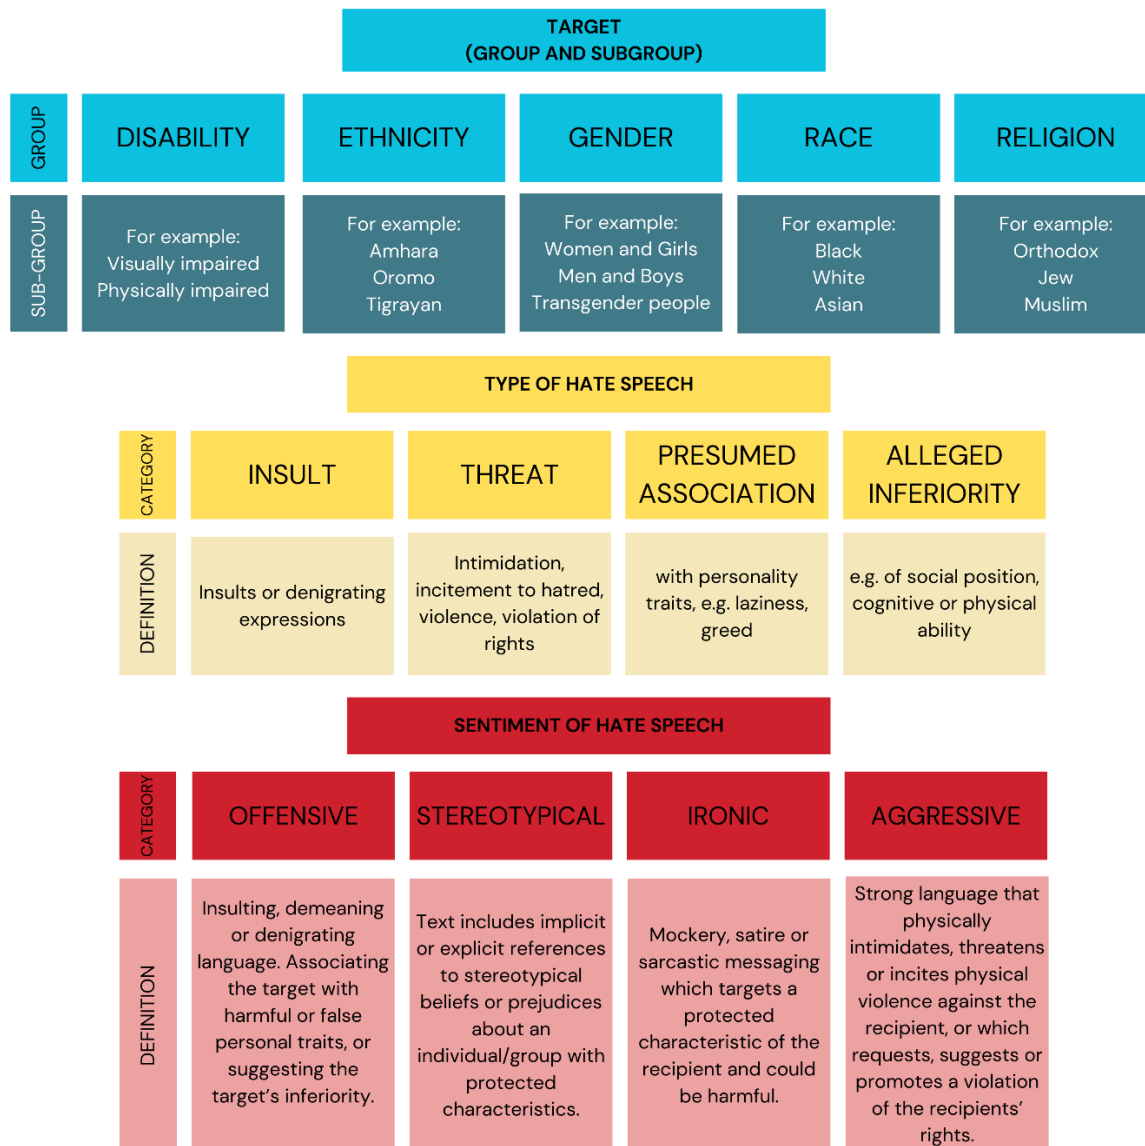 TARGET
(GROUP AND SUBGROUP)
GROUP
DISABILITY
ETHNICITY
GENDER
RACE
RELIGION
SUB-GROUP
For example:
Visually impaired
Physically impaired
For example:
Amhara
Oromo
Tigrayan
For example:
Women and Girls
Men and Boys
Transgender people
For example:
Black
White
Asian
For example:
Orthodox
Jew
Muslim
TYPE OF HATE SPEECH
CATEGORY
INSULT
THREAT
PRESUMED
ASSOCIATION
ALLEGED
INFERIORITY
DEFINITION
Insults or denigrating
expressions
Intimidation,
incitement to hatred,
violence, violation of
rights
with personality
traits, e.g. laziness,
greed
e.g. of social position,
cognitive or physical
ability
SENTIMENT OF HATE SPEECH
CATEGORY
OFFENSIVE
STEREOTYPICAL
IRONIC
AGGRESSIVE
DEFINITION
Insulting, demeaning
or denigrating
language. Associating
the target with
harmful or false
personal traits, or
suggesting the
target's inferiority.
Text includes implicit
or explicit references
to stereotypical
beliefs or prejudices
about an
individual/group with
protected
characteristics.
Mockery, satire or
sarcastic messaging
which targets a
protected
characteristic of the
recipient and could
be harmful.
Strong language that
physically
intimidates, threatens
or incites physical
violence against the
recipient, or which
requests, suggests or
promotes a violation
of the recipients'
rights.